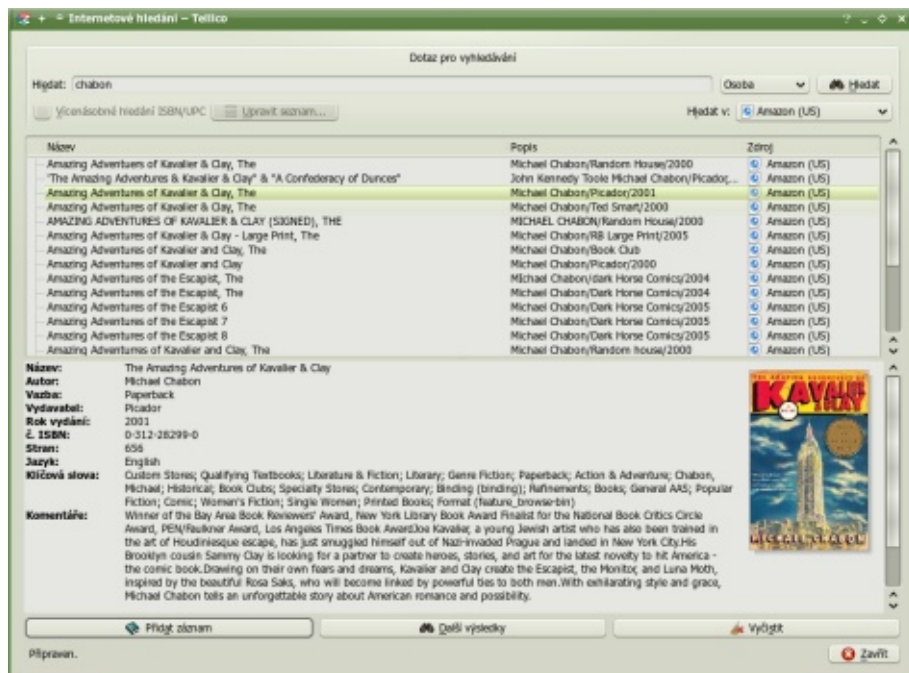 Internetové hledání – Tellico
Dotaz pro vyhledávání
Hledat: chabon Osoba Hledat
Vícenásobné hledání ISBN/UPC Upravit seznam... Hledat v: Amazon (US)
Název Popis Zdroj
Amazing Adventuers of Kavalier & Clay, The Michael Chabon/Random House/2000 Amazon (US)
"The Amazing Adventures & Kavalier & Clay" & "A Confederacy of Dunces" John Kennedy Toole Michael Chabon/Picador,... Amazon (US)
Amazing Adventures of Kavalier & Clay, The Michael Chabon/Picador/2001 Amazon (US)
Amazing Adventures of Kavalier & Clay, The Michael Chabon/Ted Smart/2000 Amazon (US)
AMAZING ADVENTURES OF KAVALIER & CLAY (SIGNED), THE MICHAEL CHABON/Random House/2000 Amazon (US)
Amazing Adventures of Kavalier & Clay - Large Print, The Michael Chabon/RB Large Print/2005 Amazon (US)
Amazing Adventures of Kavalier and Clay, The Michael Chabon/Book Club Amazon (US)
Amazing Adventures of Kavalier and Clay Michael Chabon/Picador/2000 Amazon (US)
Amazing Adventures of the Escapist, The Michael Chabon/dark Horse Comics/2004 Amazon (US)
Amazing Adventures of the Escapist, The Michael Chabon/Dark Horse Comics/2004 Amazon (US)
Amazing Adventures of the Escapist 6 Michael Chabon/Dark Horse Comics/2005 Amazon (US)
Amazing Adventures of the Escapist 7 Michael Chabon/Dark Horse Comics/2005 Amazon (US)
Amazing Adventures of the Escapist 8 Michael Chabon/Dark Horse Comics/2005 Amazon (US)
Amazing Adventurns of Kavalier and Clay, The Michael Chabon/Random house/2000 Amazon (US)
Název: The Amazing Adventures of Kavalier & Clay
Autor: Michael Chabon
Vazba: Paperback
Vydavatel: Picador
Rok vydání: 2001
č. ISBN: 0-312-28299-0
Stran: 656
Jazyk: English
Klíčová slova: Custom Stores; Qualifying Textbooks; Literature & Fiction; Literary; Genre Fiction; Paperback; Action & Adventure; Chabon,
Michael; Historical; Book Clubs; Specialty Stores; Contemporary; Binding (binding); Refinements; Books; General AAS; Popular
Fiction; Comic; Women's Fiction; Single Women; Printed Books; Format (feature_browse-bin)
Komentáře: Winner of the Bay Area Book Reviewers' Award, New York Library Book Award Finalist for the National Book Critics Circle
Award, PEN/Faulkner Award, Los Angeles Times Book AwardJoe Kavalier, a young Jewish artist who has also been trained in
the art of Houdiniesque escape, has just smuggled himself out of Nazi-invaded Prague and landed in New York City.His
Brooklyn cousin Sammy Clay is looking for a partner to create heroes, stories, and art for the latest novelty to hit America -
the comic book.Drawing on their own fears and dreams, Kavalier and Clay create the Escapist, the Monitor, and Luna Moth,
inspired by the beautiful Rosa Saks, who will become linked by powerful ties to both men.With exhilarating style and grace,
Michael Chabon tells an unforgettable story about American romance and possibility.
THE AMAZING ADVENTURES OF
KAVALIER
& CLAY
MICHAEL CHABON
Přidat záznam Další výsledky Vyčistit
Připraven. Zavřít